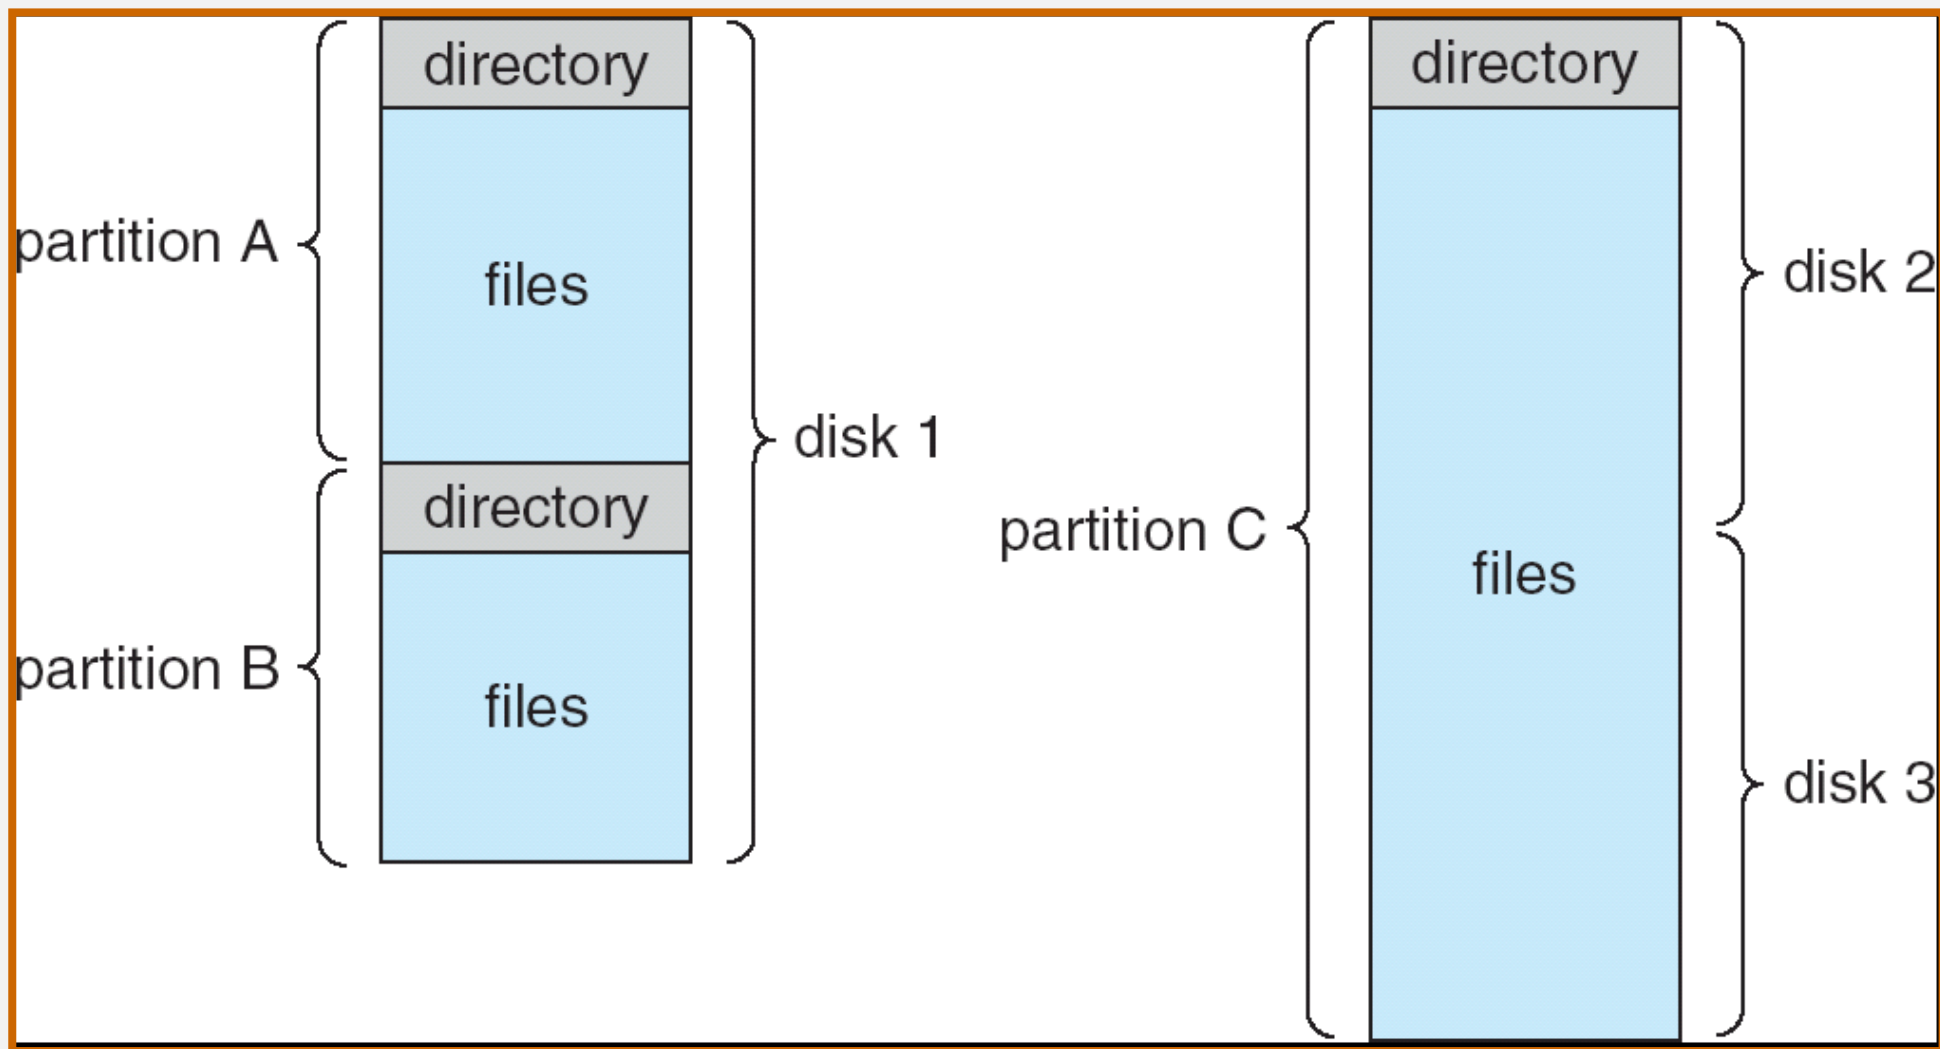 directory
partition A
files
disk 1
directory
partition B
files
directory
disk 2
partition C
files
disk 3